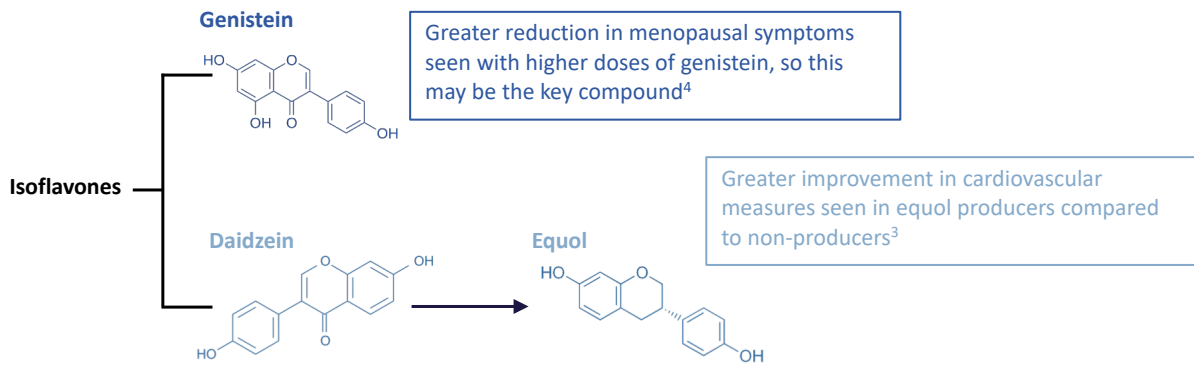 Genistein
HO
O
OH
O
OH
Greater reduction in menopausal symptoms
seen with higher doses of genistein, so this
may be the key compound⁴
Isoflavones
Greater improvement in cardiovascular
measures seen in equol producers compared
to non-producers³
Daidzein
O
OH
O
HO
Equol
HO
O
OH